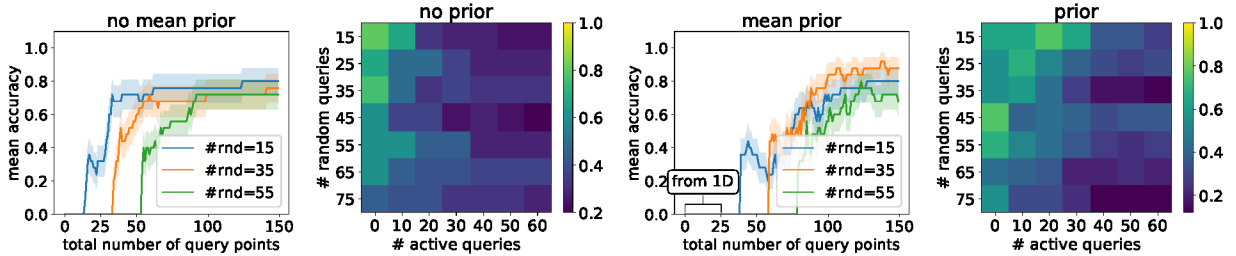 no mean prior
mean accuracy
1.0
0.8
0.6
0.4
0.2
0.0
#rnd=15
#rnd=35
#rnd=55
0 50 100 150
total number of query points
no prior
# random queries
15
25
35
45
55
65
75
0 10 20 30 40 50 60
# active queries
1.0
0.8
0.6
0.4
0.2
mean prior
mean accuracy
1.0
0.8
0.6
0.4
0.2
0.0
from 1D
#rnd=15
#rnd=35
#rnd=55
0 25 50 75 100 125 150
total number of query points
prior
# random queries
15
25
35
45
55
65
75
0 10 20 30 40 50 60
# active queries
1.0
0.8
0.6
0.4
0.2